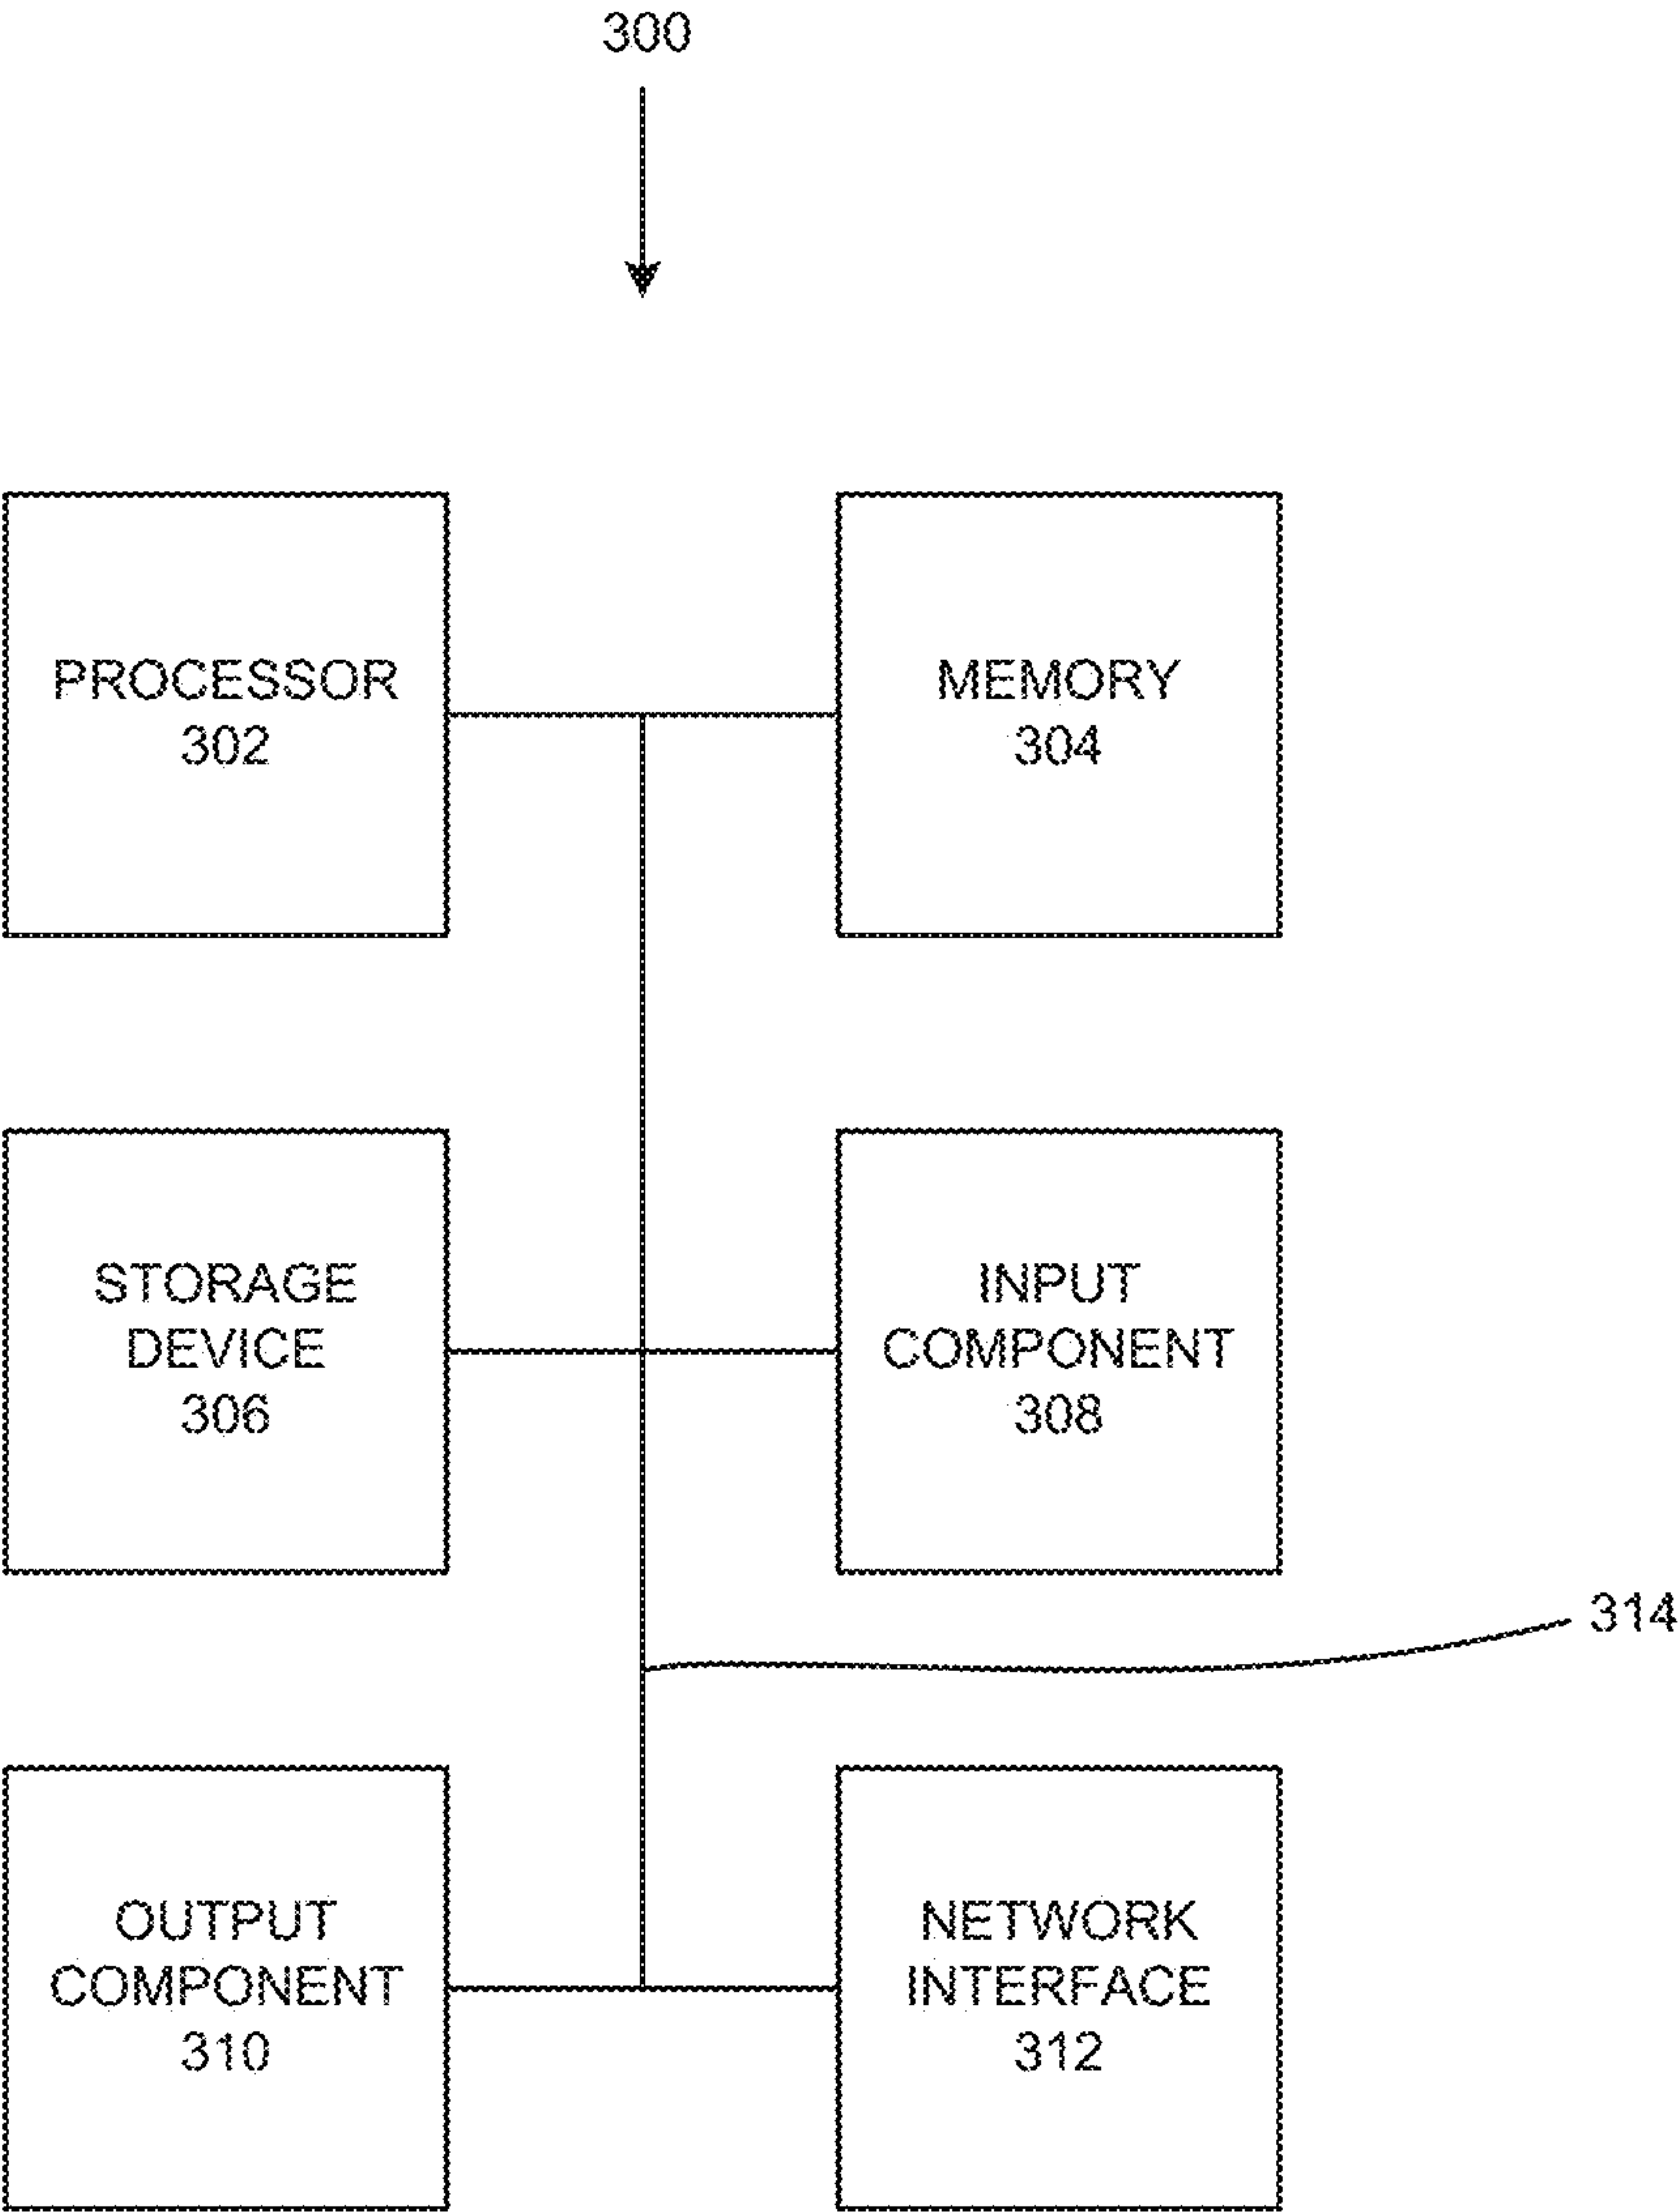 300
PROCESSOR
302
MEMORY
304
STORAGE
DEVICE
306
INPUT
COMPONENT
308
314
OUTPUT
COMPONENT
310
NETWORK
INTERFACE
312